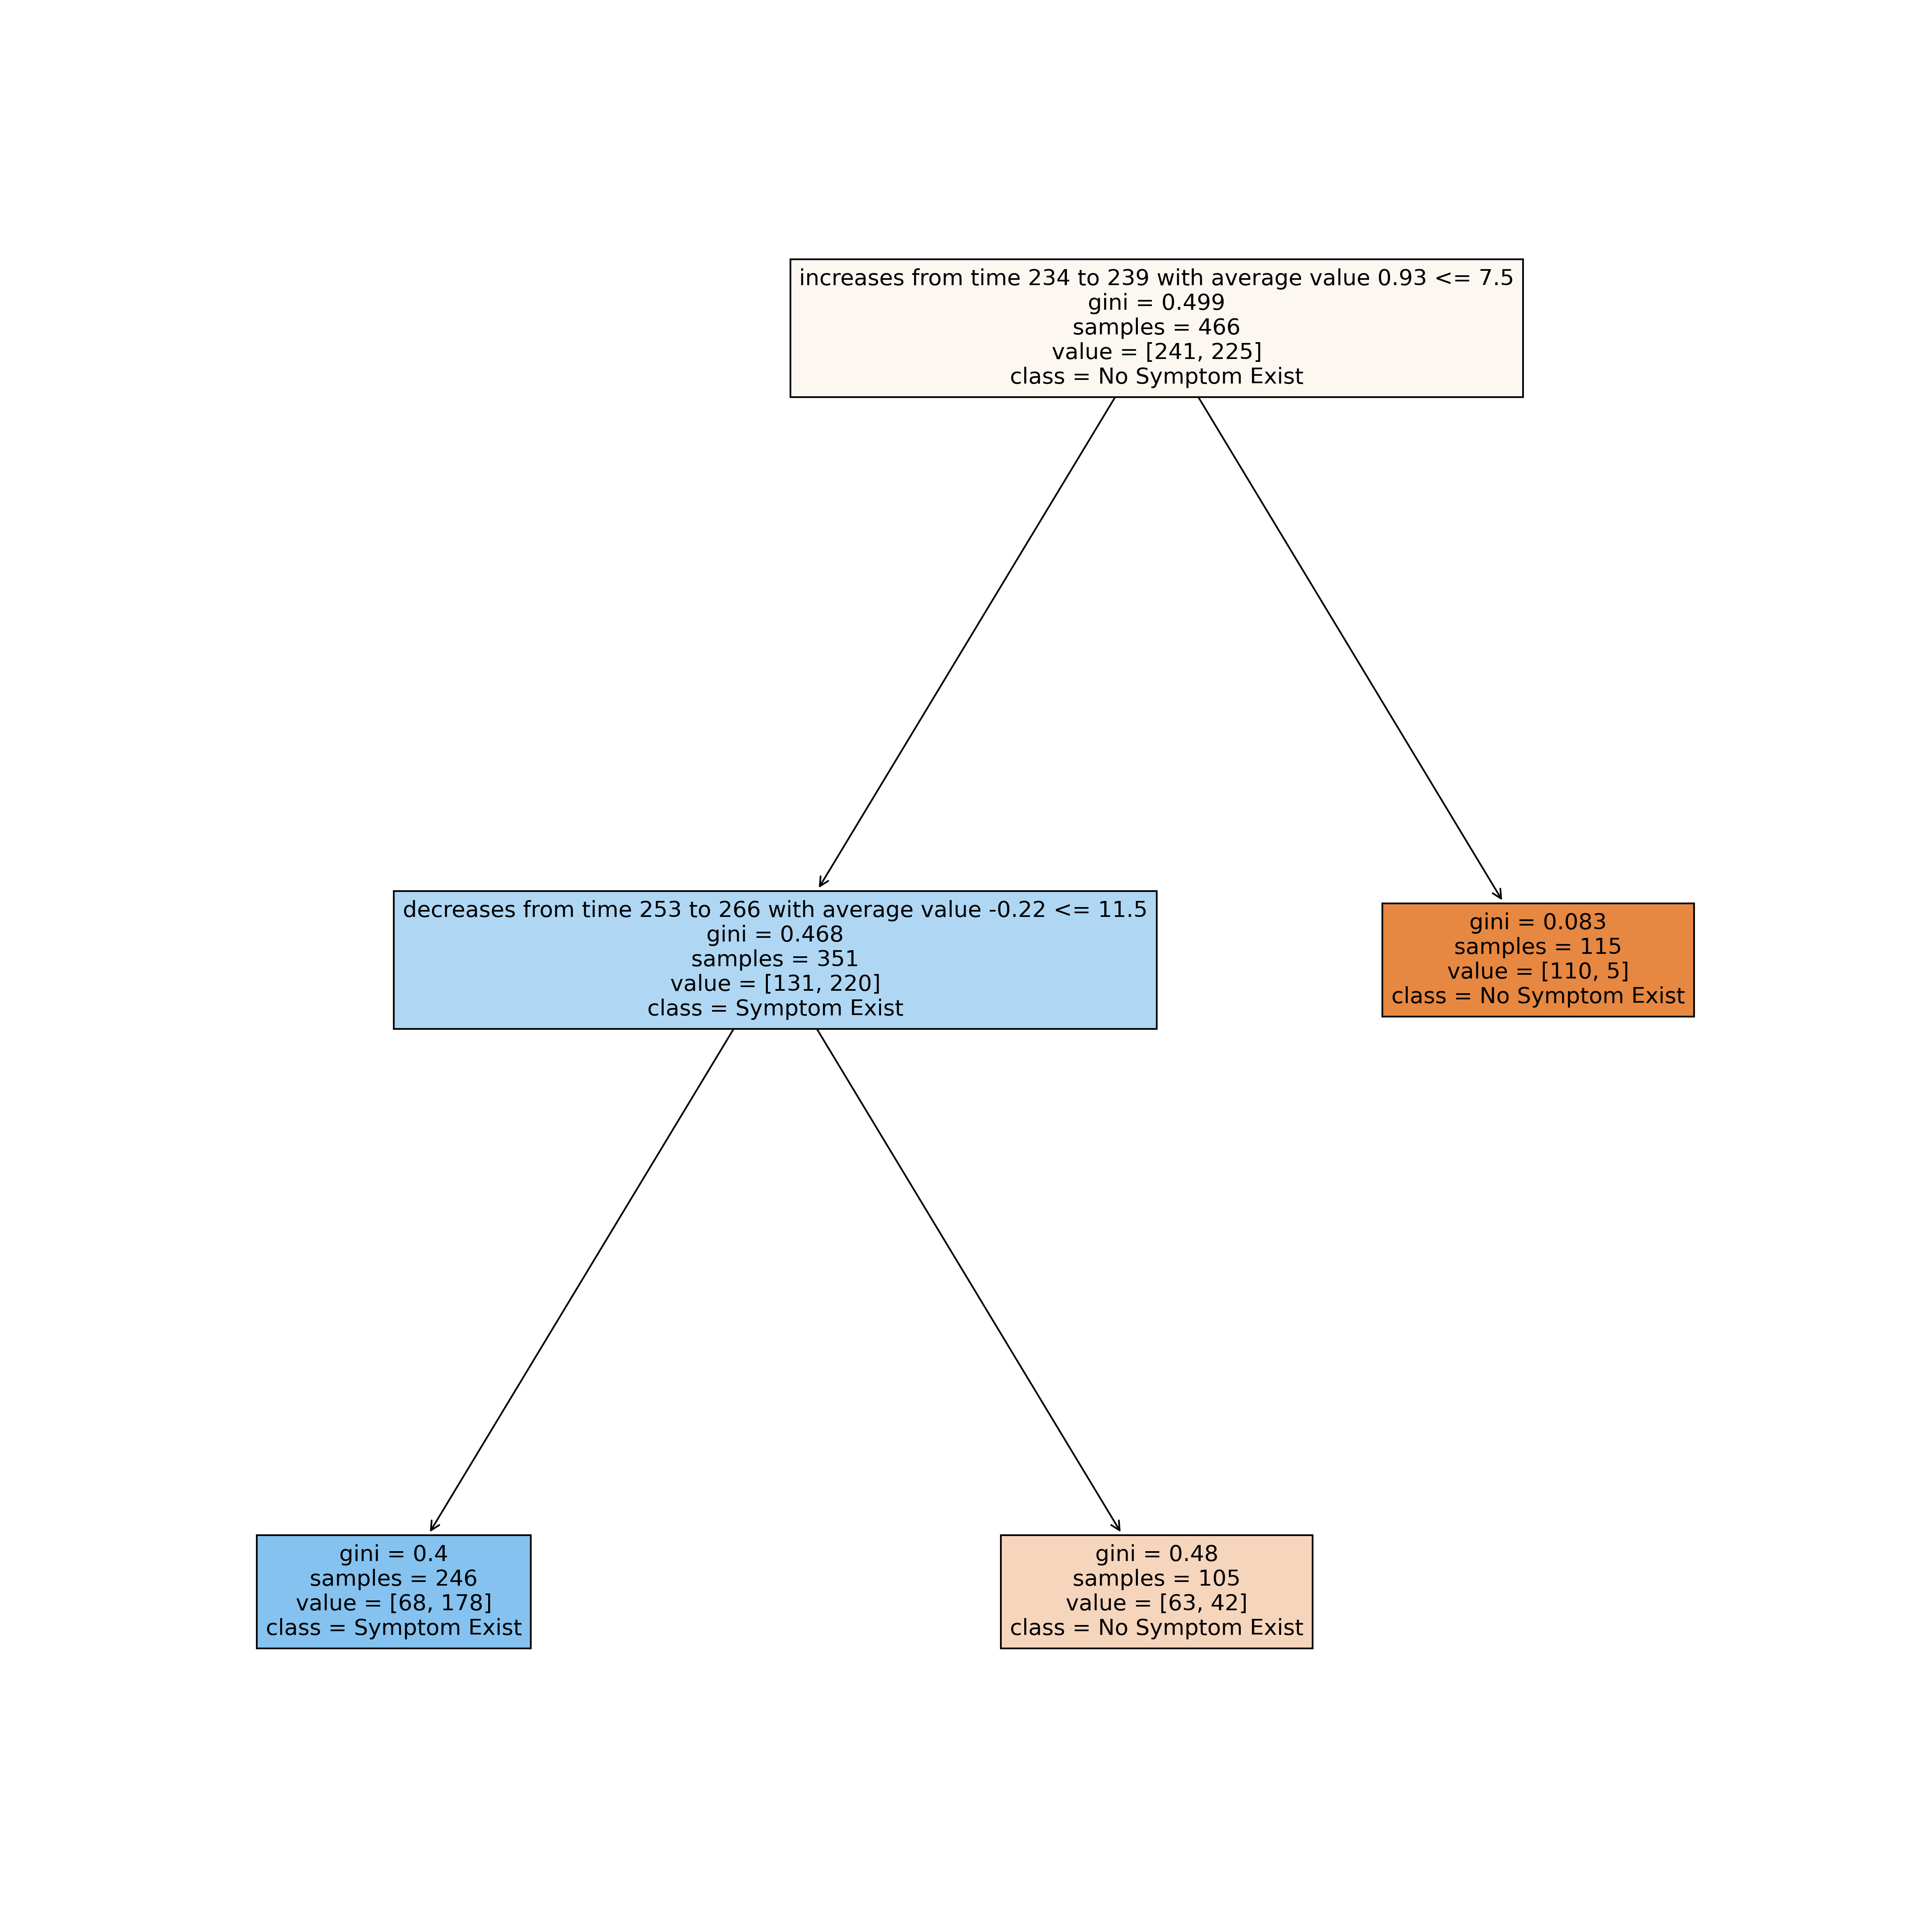 increases from time 234 to 239 with average value 0.93 <= 7.5
gini = 0.499
samples = 466
value = [241, 225]
class = No Symptom Exist
decreases from time 253 to 266 with average value -0.22 <= 11.5
gini = 0.468
samples = 351
value = [131, 220]
class = Symptom Exist
gini = 0.083
samples = 115
value = [110, 5]
class = No Symptom Exist
gini = 0.4
samples = 246
value = [68, 178]
class = Symptom Exist
gini = 0.48
samples = 105
value = [63, 42]
class = No Symptom Exist